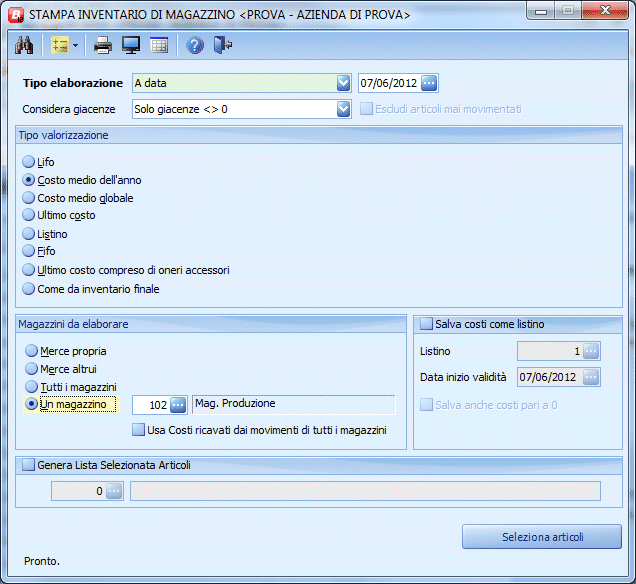 STAMPA INVENTARIO DI MAGAZZINO <PROVA - AZIENDA DI PROVA>
Tipo elaborazione A data 07/06/2012
Considera giacenze Solo giacenze <> 0 Escludi articoli mai movimentati
Tipo valorizzazione
Lifo
Costo medio dell'anno
Costo medio globale
Ultimo costo
Listino
Fifo
Ultimo costo compreso di oneri accessori
Come da inventario finale
Magazzini da elaborare
Merce propria
Merce altrui
Tutti i magazzini
Un magazzino 102 Mag. Produzione
Usa Costi ricavati dai movimenti di tutti i magazzini
Salva costi come listino
Listino 1
Data inizio validità 07/06/2012
Salva anche costi pari a 0
Genera Lista Selezionata Articoli
0
Seleziona articoli
Pronto.